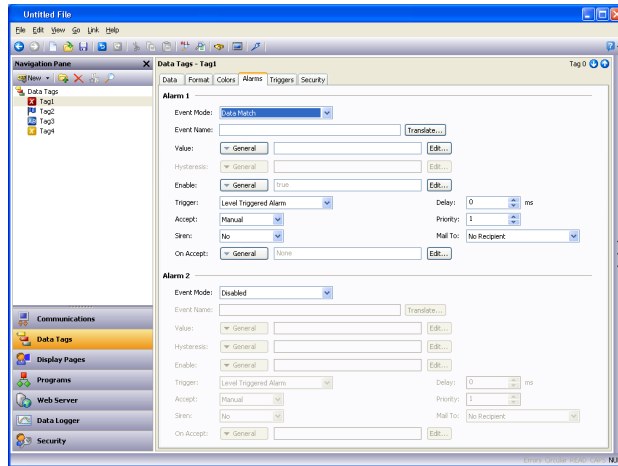 Untitled File
File Edit View Go Link Help
Navigation Pane X Data Tags - Tag1 Tag 0
New
Data Tags
Tag1
Tag2
Tag3
Tag4
Data Format Colors Alarms Triggers Security
Alarm 1
Event Mode: Data Match
Event Name: Translate...
Value: General Edit...
Hysteresis: General Edit...
Enable: General true Edit...
Trigger: Level Triggered Alarm Delay: 0 ms
Accept: Manual Priority: 1
Siren: No Mail To: No Recipient
On Accept: General None Edit...
Alarm 2
Event Mode: Disabled
Event Name: Translate...
Value: General Edit...
Hysteresis: General Edit...
Enable: General Edit...
Trigger: Level Triggered Alarm Delay: 0 ms
Accept: Manual Priority: 1
Siren: No Mail To: No Recipient
On Accept: General Edit...
Communications
Data Tags
Display Pages
Programs
Web Server
Data Logger
Security
Errors Circular READ CAPS NU